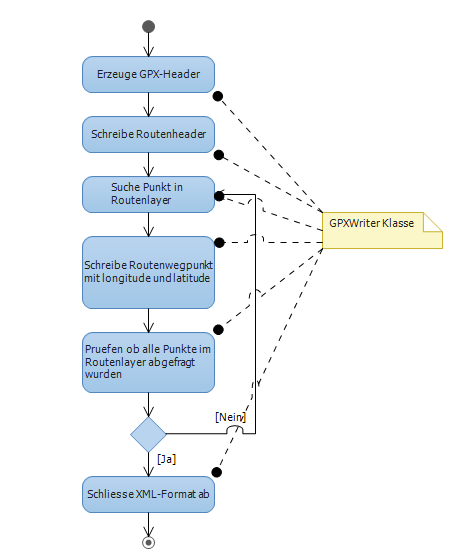 Erzeuge GPX-Header
Schreibe Routenheader
Suche Punkt in
Routenlayer
GPXWriter Klasse
Schreibe Routenwegpunkt
mit longitude und latitude
Pruefen ob alle Punkte im
Routenlayer abgefragt
wurden
[Nein]
[Ja]
Schliesse XML-Format ab